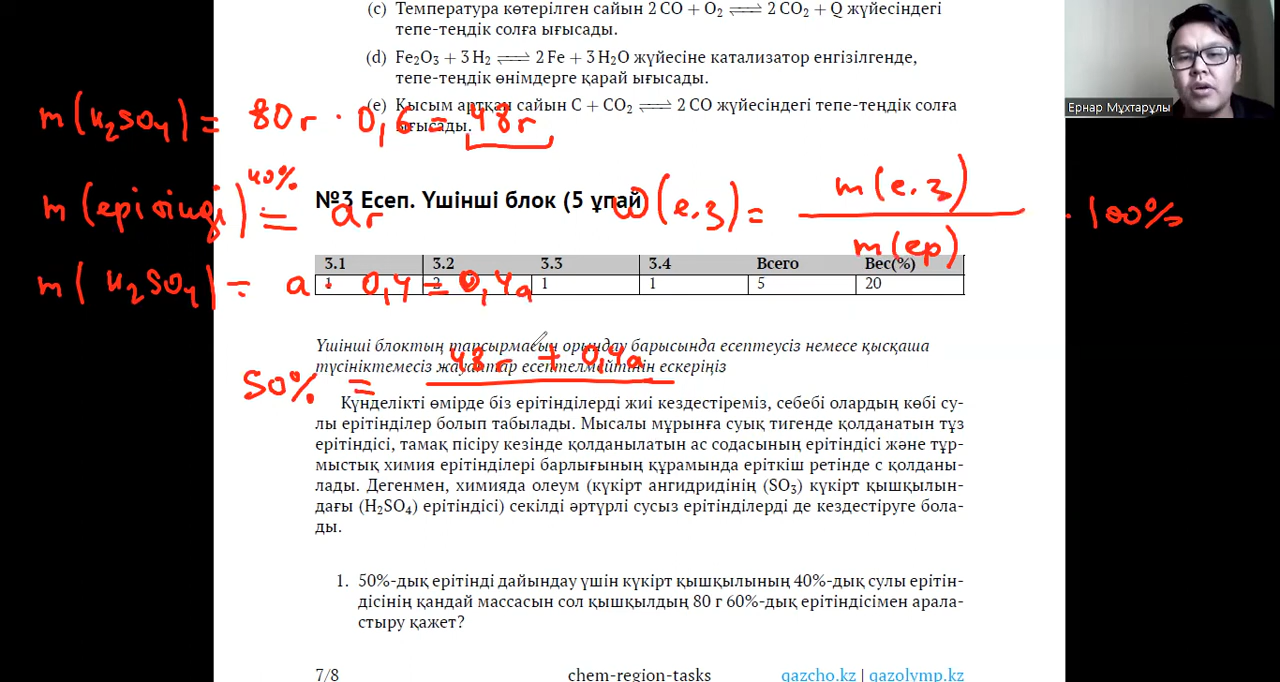 (c) Температура көтерілген сайын 2 CO + O₂ ⇌ 2 CO₂ + Q жүйесіндегі
тепе-теңдік солға ығысады.
(d) Fe₂O₃ + 3 H₂ ⇌ 2 Fe + 3 H₂O жүйесіне катализатор енгізілгенде,
тепе-теңдік өнімдерге қарай ығысады.
(e) Қысым артқан сайын C + CO₂ ⇌ 2 CO жүйесіндегі тепе-теңдік солға
ығысады.
Ернар Мұхтарұлы
m(K₂SO₄) = 80г · 0,6 = 48г
m(ерітінді) 40% = aг
ω(е.з) = m(е.з) / m(ер) · 100%
№3 Есеп. Үшінші блок (5 ұпай)
m(K₂SO₄) = a · 0,4 = 0,4a
3.1 3.2 3.3 3.4 Всего Вес(%)
1 2 1 1 5 20
Үшінші блоктың тапсырмасын орындау барысында есептеусіз немесе қысқаша
түсініктемесіз жауаптар есептелмейтінін ескеріңіз
50% = 48г + 0,4a
Күнделікті өмірде біз ерітінділерді жиі кездестіреміз, себебі олардың көбі су-
лы ерітінділер болып табылады. Мысалы мұрынға суық тигенде қолданатын тұз
ерітіндісі, тамақ пісіру кезінде қолданылатын ас содасының ерітіндісі және тұр-
мыстық химия ерітінділері барлығының құрамында еріткіш ретінде с қолданы-
лады. Дегенмен, химияда олеум (күкірт ангидридінің (SO₃) күкірт қышқылын-
дағы (H₂SO₄) ерітіндісі) секілді әртүрлі сусыз ерітінділерді де кездестіруге бола-
ды.
1. 50%-дық ерітінді дайындау үшін күкірт қышқылының 40%-дық сулы ерітін-
дісінің қандай массасын сол қышқылдың 80 г 60%-дық ерітіндісімен арала-
стыру қажет?
7/8 chem-region-tasks qazcho.kz | qazolymp.kz